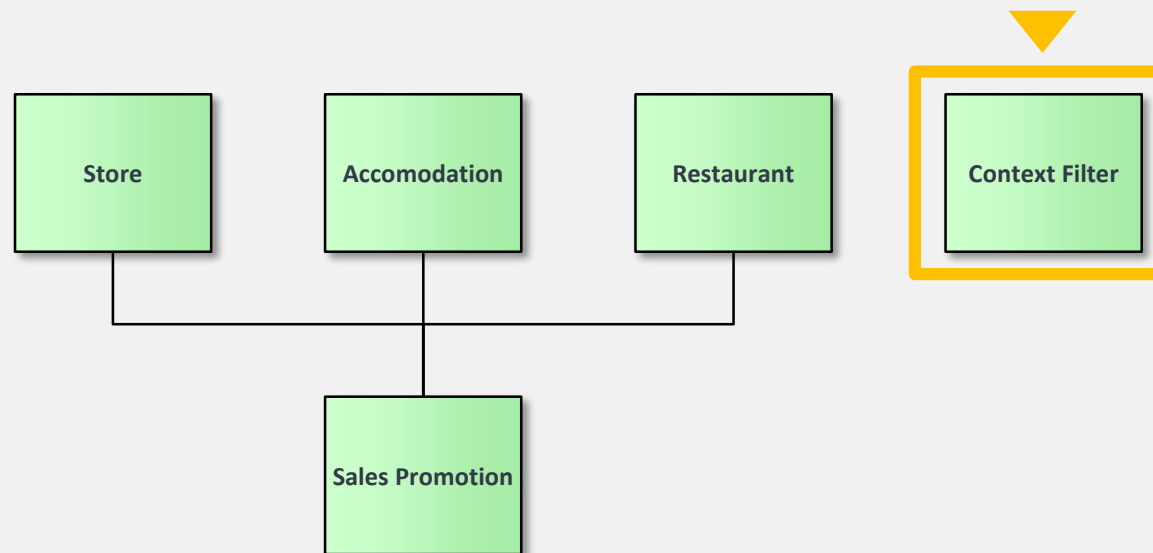 Store
Accomodation
Restaurant
Context Filter
Sales Promotion